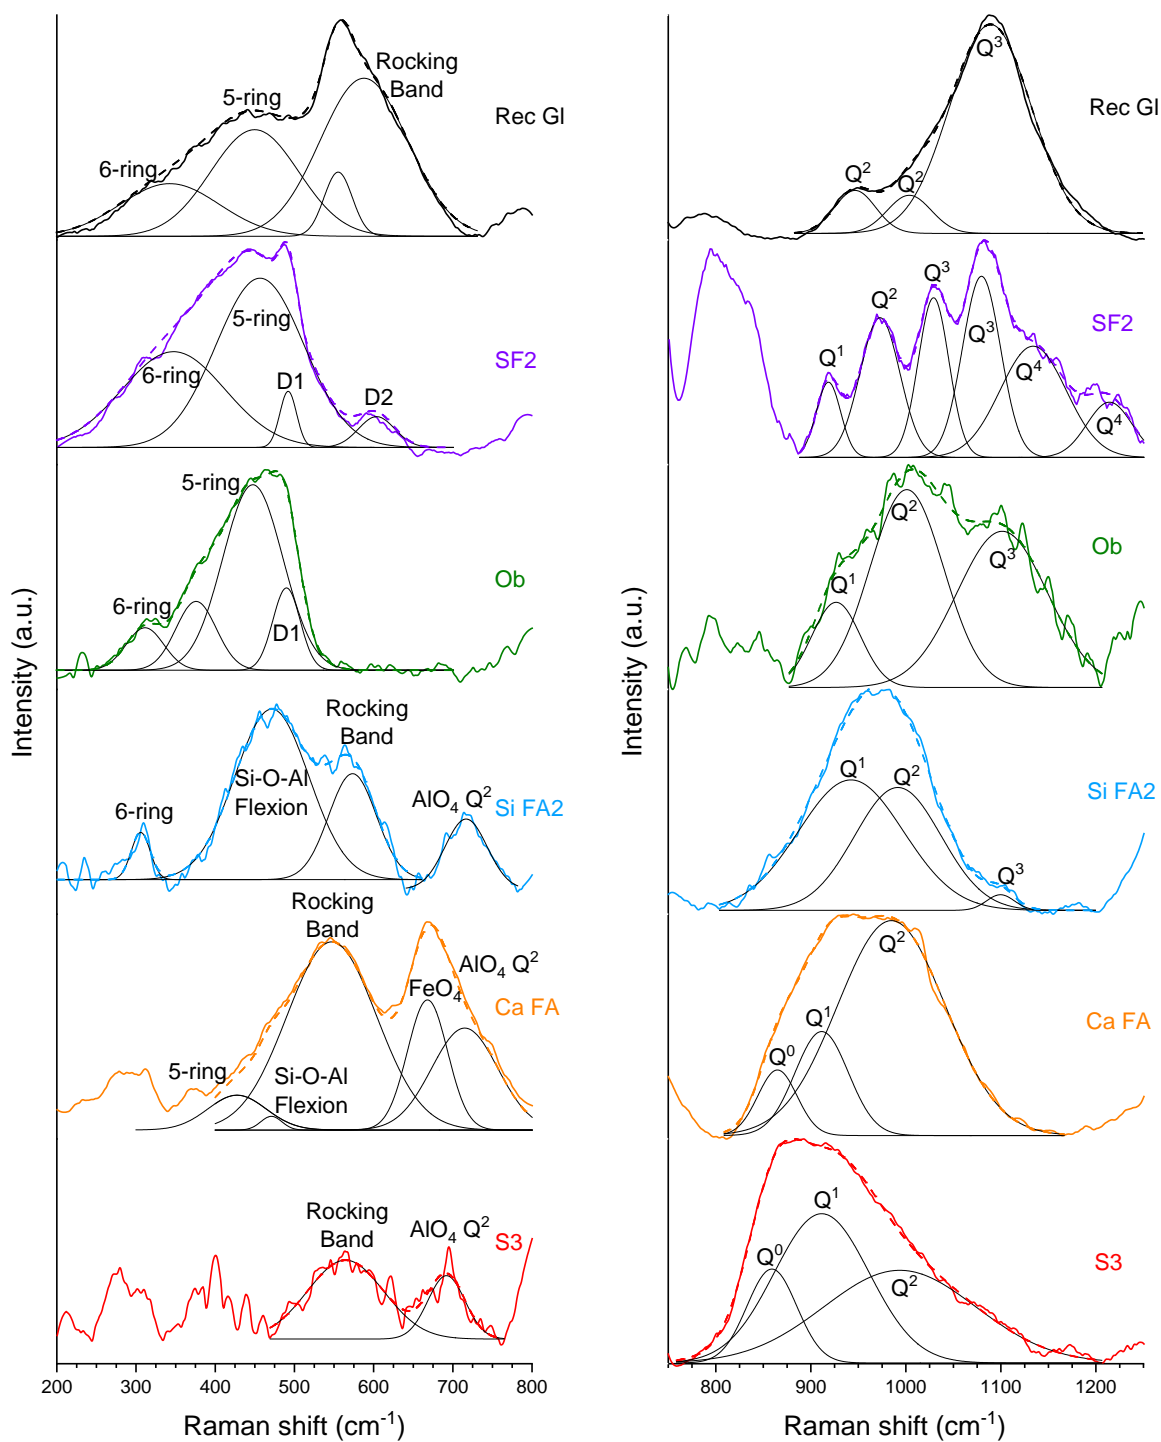 Rocking
Band
5-ring
6-ring
Rec Gl
5-ring
6-ring
D1
D2
SF2
5-ring
6-ring
D1
Ob
Rocking
Band
Si-O-Al
Flexion
6-ring
AlO₄ Q²
Si FA2
Rocking
Band
AlO₄ Q²
FeO₄
Ca FA
5-ring
Si-O-Al
Flexion
Rocking
Band
AlO₄ Q²
S3
Intensity (a.u.)
200 300 400 500 600 700 800
Raman shift (cm⁻¹)
Q³
Rec Gl
Q² Q²
Q³
Q²
SF2
Q³
Q¹
Q⁴
Q⁴
Q²
Ob
Q³
Q¹
Q¹ Q²
Si FA2
Q³
Q²
Ca FA
Q¹
Q⁰
Q¹
Q⁰
Q²
S3
Intensity (a.u.)
800 900 1000 1100 1200
Raman shift (cm⁻¹)